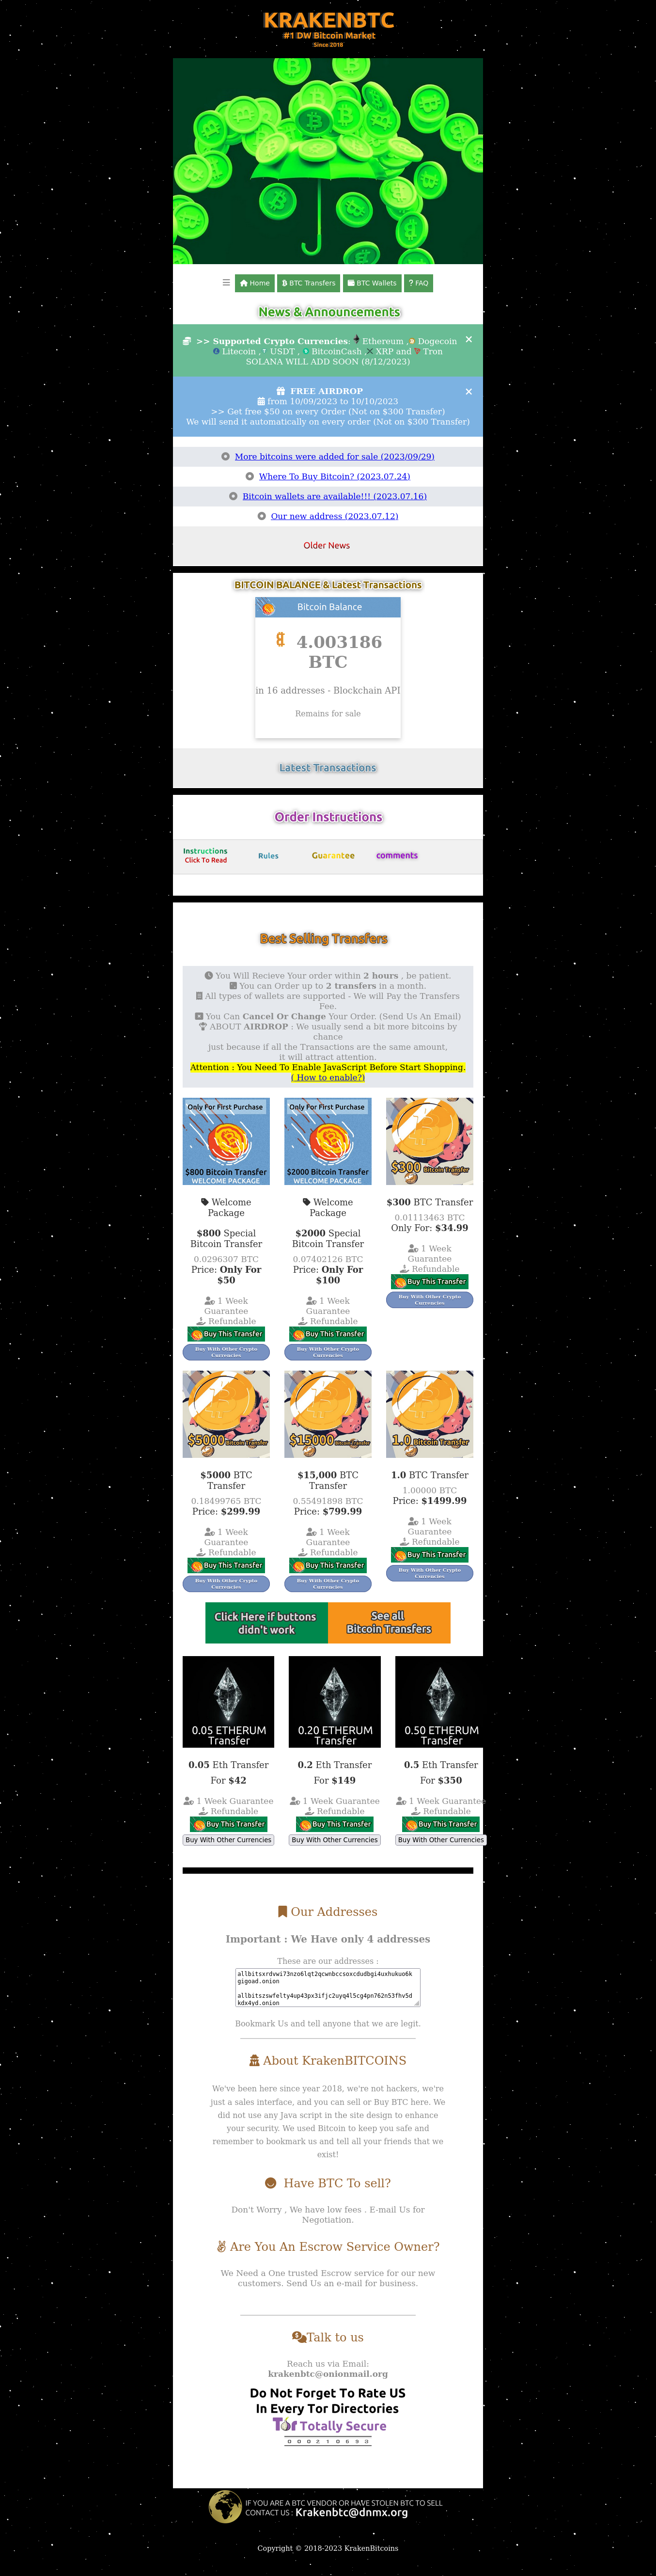 KRAKENBTC
#1 DW Bitcoin Market
Since 2018
Home
BTC Transfers
BTC Wallets
? FAQ
News & Announcements
>> Supported Crypto Currencies: Ethereum , Dogecoin
Litecoin , USDT , BitcoinCash , XRP and Tron
SOLANA WILL ADD SOON (8/12/2023)
×
FREE AIRDROP
from 10/09/2023 to 10/10/2023
>> Get free $50 on every Order (Not on $300 Transfer)
We will send it automatically on every order (Not on $300 Transfer)
×
More bitcoins were added for sale (2023/09/29)
Where To Buy Bitcoin? (2023.07.24)
Bitcoin wallets are available!!! (2023.07.16)
Our new address (2023.07.12)
Older News
BITCOIN BALANCE & Latest Transactions
Bitcoin Balance
4.003186
BTC
in 16 addresses - Blockchain API
Remains for sale
Latest Transactions
Order Instructions
Instructions
Click To Read
Rules
Guarantee
comments
Best Selling Transfers
You Will Recieve Your order within 2 hours , be patient.
You can Order up to 2 transfers in a month.
All types of wallets are supported - We will Pay the Transfers
Fee.
You Can Cancel Or Change Your Order. (Send Us An Email)
ABOUT AIRDROP : We usually send a bit more bitcoins by
chance
just because if all the Transactions are the same amount,
it will attract attention.
Attention : You Need To Enable JavaScript Before Start Shopping.
( How to enable?)
Only For First Purchase
$800 Bitcoin Transfer
WELCOME PACKAGE
Welcome
Package
$800 Special
Bitcoin Transfer
0.0296307 BTC
Price: Only For
$50
1 Week
Guarantee
Refundable
Buy This Transfer
Buy With Other Crypto
Currencies
Only For First Purchase
$2000 Bitcoin Transfer
WELCOME PACKAGE
Welcome
Package
$2000 Special
Bitcoin Transfer
0.07402126 BTC
Price: Only For
$100
1 Week
Guarantee
Refundable
Buy This Transfer
Buy With Other Crypto
Currencies
$300 Bitcoin Transfer
$300 BTC Transfer
0.01113463 BTC
Only For: $34.99
1 Week
Guarantee
Refundable
Buy This Transfer
Buy With Other Crypto
Currencies
$5000 Bitcoin Transfer
$5000 BTC
Transfer
0.18499765 BTC
Price: $299.99
1 Week
Guarantee
Refundable
Buy This Transfer
Buy With Other Crypto
Currencies
$15000 Bitcoin Transfer
$15,000 BTC
Transfer
0.55491898 BTC
Price: $799.99
1 Week
Guarantee
Refundable
Buy This Transfer
Buy With Other Crypto
Currencies
1.0 Bitcoin Transfer
1.0 BTC Transfer
1.00000 BTC
Price: $1499.99
1 Week
Guarantee
Refundable
Buy This Transfer
Buy With Other Crypto
Currencies
Click Here if buttons
didn't work
See all
Bitcoin Transfers
0.05 ETHERUM
Transfer
0.05 Eth Transfer
For $42
1 Week Guarantee
Refundable
Buy This Transfer
Buy With Other Currencies
0.20 ETHERUM
Transfer
0.2 Eth Transfer
For $149
1 Week Guarantee
Refundable
Buy This Transfer
Buy With Other Currencies
0.50 ETHERUM
Transfer
0.5 Eth Transfer
For $350
1 Week Guarantee
Refundable
Buy This Transfer
Buy With Other Currencies
Our Addresses
Important : We Have only 4 addresses
These are our addresses :
allbitsxrdvwi73nzo6lqt2qcwnbccsoxcdudbgi4uxhukuo6k
gigoad.onion
allbitszswfelty4up43px3ifjc2uyq4l5cg4pn762n53fhv5d
kdx4yd.onion
Bookmark Us and tell anyone that we are legit.
About KrakenBITCOINS
We've been here since year 2018, we're not hackers, we're
just a sales interface, and you can sell or Buy BTC here. We
did not use any Java script in the site design to enhance
your security. We used Bitcoin to keep you safe and
remember to bookmark us and tell all your friends that we
exist!
Have BTC To sell?
Don't Worry , We have low fees . E-mail Us for
Negotiation.
Are You An Escrow Service Owner?
We Need a One trusted Escrow service for our new
customers. Send Us an e-mail for business.
Talk to us
Reach us via Email:
krakenbtc@onionmail.org
Do Not Forget To Rate US
In Every Tor Directories
Tor Totally Secure
0 0 0 2 1 0 6 9 3
IF YOU ARE A BTC VENDOR OR HAVE STOLEN BTC TO SELL
CONTACT US : Krakenbtc@dnmx.org
Copyright © 2018-2023 KrakenBitcoins